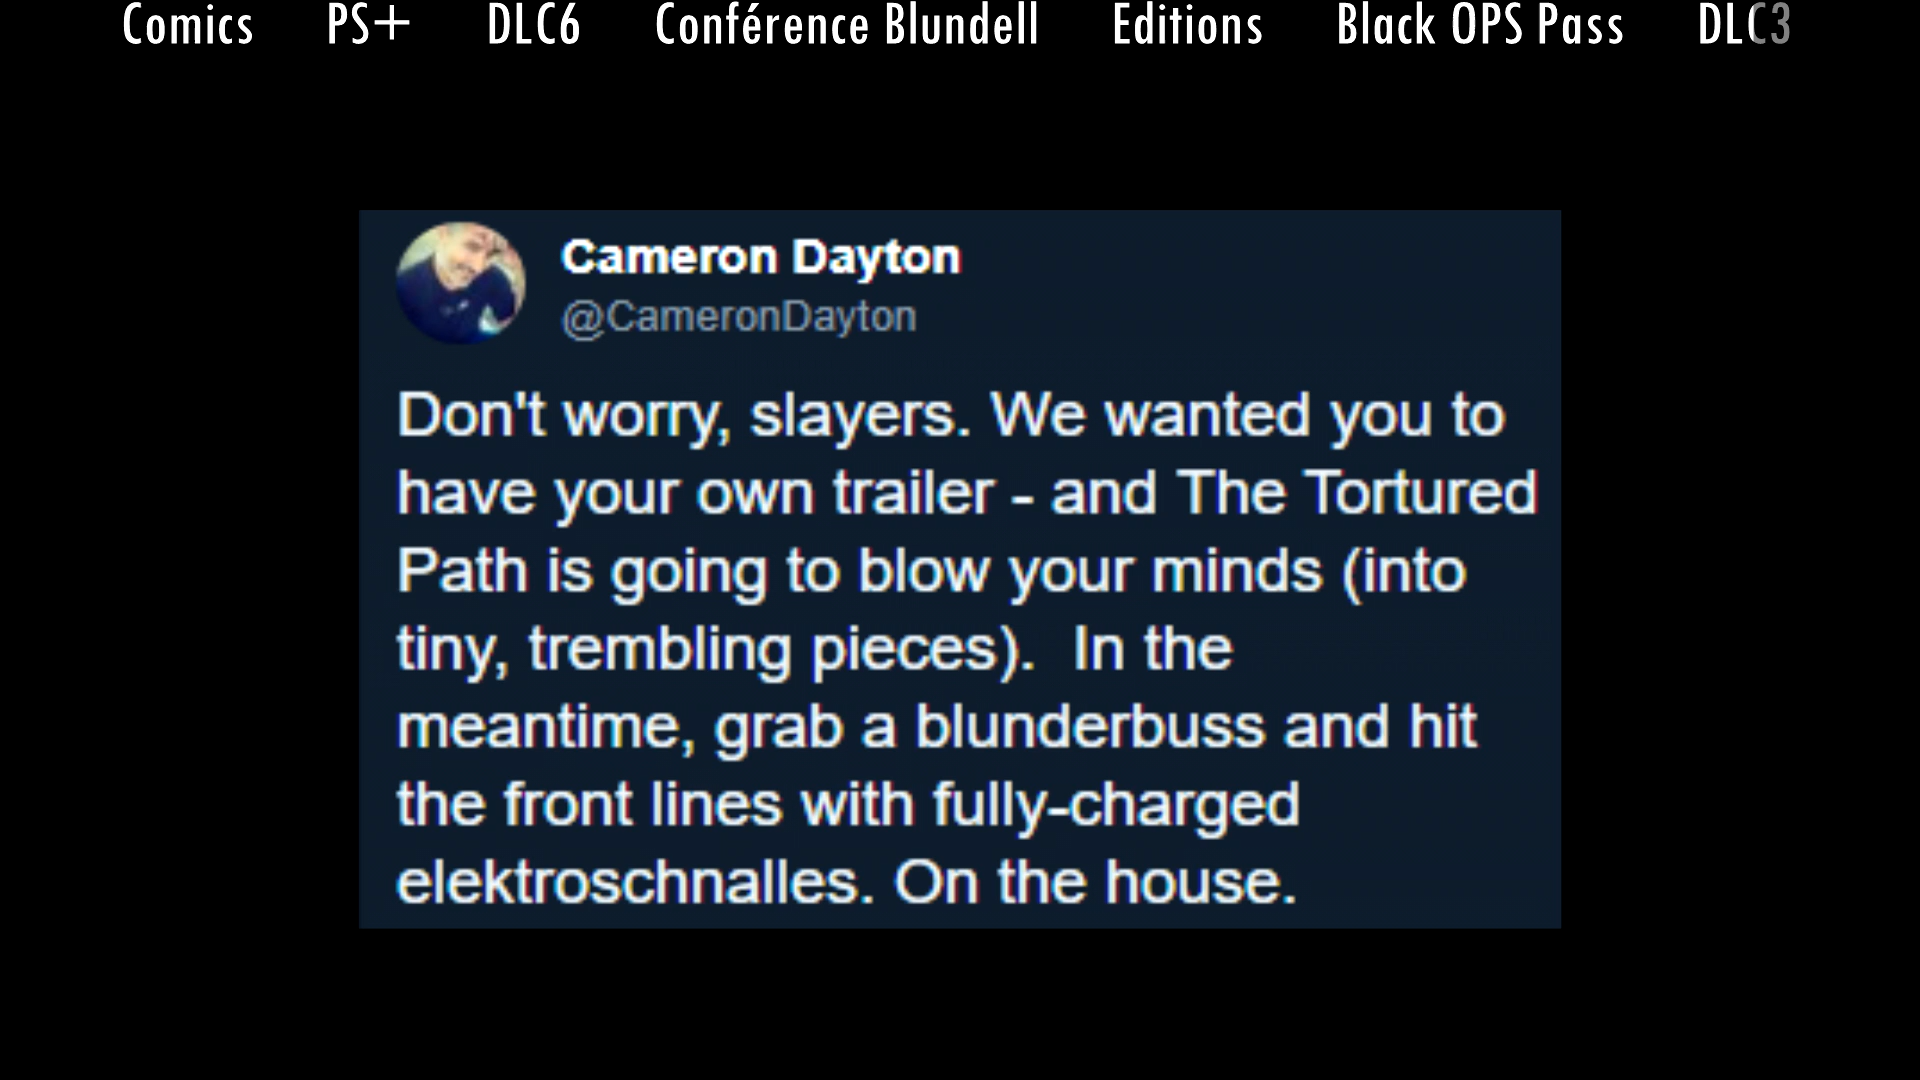 Comics PS+ DLC6 Conférence Blundell Editions Black OPS Pass DLC3
Cameron Dayton
@CameronDayton
Don't worry, slayers. We wanted you to
have your own trailer - and The Tortured
Path is going to blow your minds (into
tiny, trembling pieces).  In the
meantime, grab a blunderbuss and hit
the front lines with fully-charged
elektroschnalles. On the house.